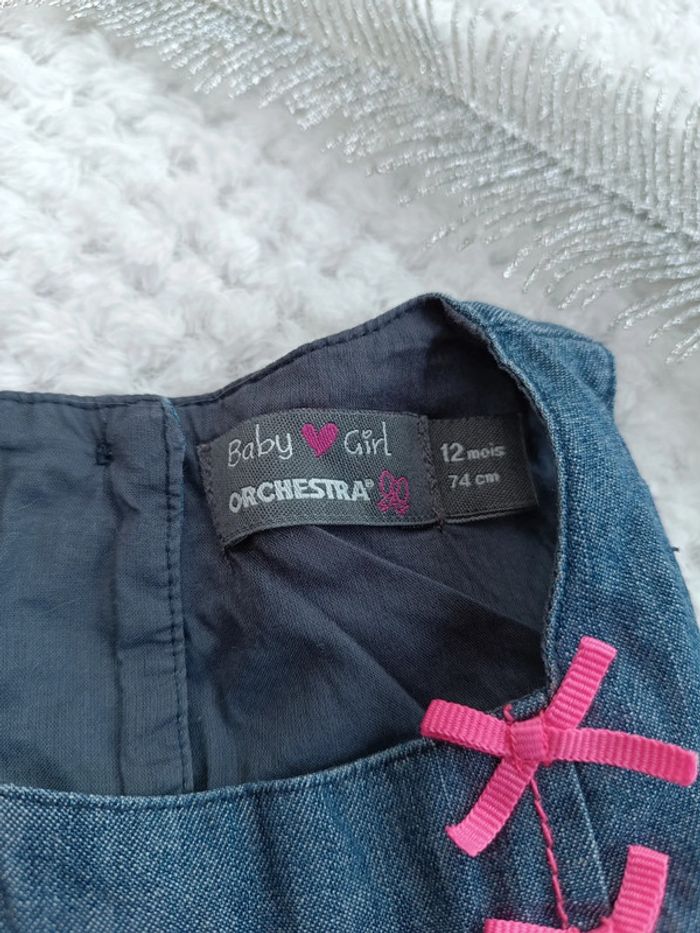 Baby Girl
ORCHESTRA®
12 mois
74 cm